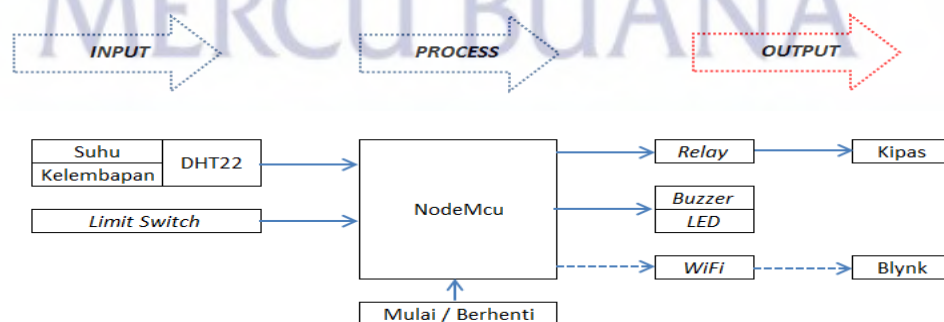 MERCU BUANA
INPUT
PROCESS
OUTPUT
Suhu
Kelembapan
DHT22
Limit Switch
NodeMcu
Mulai / Berhenti
Relay
Kipas
Buzzer
LED
WiFi
Blynk